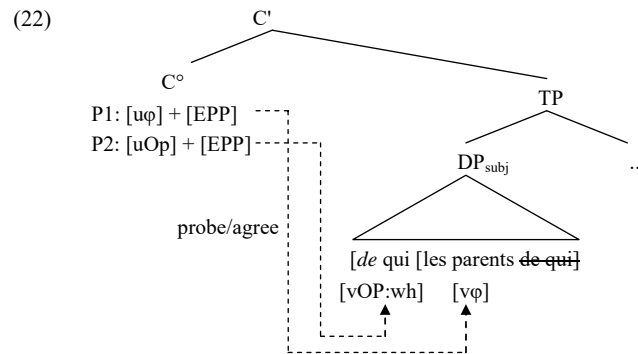 (22)
C'
C°
P1: [uφ] + [EPP]
TP
P2: [uOp] + [EPP]
DPsubj
..
probe/agree
[de qui [les parents de qui]
[vOP:wh] [vφ]